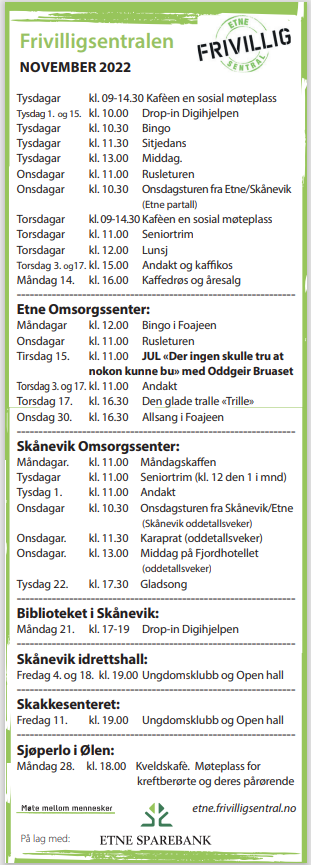 Frivilligsentralen
ETNE
FRIVILLIG
SENTRAL
NOVEMBER 2022
Tysdagar kl. 09-14.30 Kafèen en sosial møteplass
Tysdag 1. og 15. kl. 10.00 Drop-in Digihjelpen
Tysdagar kl. 10.30 Bingo
Tysdagar kl. 11.30 Sitjedans
Tysdagar kl. 13.00 Middag.
Onsdagar kl. 11.00 Rusleturen
Onsdagar kl. 10.30 Onsdagsturen fra Etne/Skånevik
(Etne partall)
Torsdagar kl. 09-14.30 Kafèen en sosial møteplass
Torsdagar kl. 11.00 Seniortrim
Torsdagar kl. 12.00 Lunsj
Torsdag 3. og17. kl. 15.00 Andakt og kaffikos
Måndag 14. kl. 16.00 Kaffedrøs og åresalg
Etne Omsorgssenter:
Måndagar kl. 12.00 Bingo i Foajeen
Onsdagar kl. 11.00 Rusleturen
Tirsdag 15. kl. 11.00 JUL «Der ingen skulle tru at
nokon kunne bu» med Oddgeir Bruaset
Torsdag 3. og 17. kl. 11.00 Andakt
Torsdag 17. kl. 16.30 Den glade tralle «Trille»
Onsdag 30. kl. 16.30 Allsang i Foajeen
Skånevik Omsorgssenter:
Måndagar. kl. 11.00 Måndagskaffen
Tysdagar kl. 11.00 Seniortrim (kl. 12 den 1 i mnd)
Tysdag 1. kl. 11.00 Andakt
Onsdagar kl. 10.30 Onsdagsturen fra Skånevik/Etne
(Skånevik oddetallsveker)
Onsdagar. kl. 11.30 Karaprat (oddetallsveker)
Onsdagar. kl. 13.00 Middag på Fjordhotellet
(oddetallsveker)
Tysdag 22. kl. 17.30 Gladsong
Biblioteket i Skånevik:
Måndag 21. kl. 17-19 Drop-in Digihjelpen
Skånevik idrettshall:
Fredag 4. og 18. kl. 19.00 Ungdomsklubb og Open hall
Skakkesenteret:
Fredag 11. kl. 19.00 Ungdomsklubb og Open hall
Sjøperlo i Ølen:
Måndag 28. kl. 18.00 Kveldskafè. Møteplass for
kreftberørte og deres pårørende
Møte mellom mennesker
etne.frivilligsentral.no
På lag med: ETNE SPAREBANK